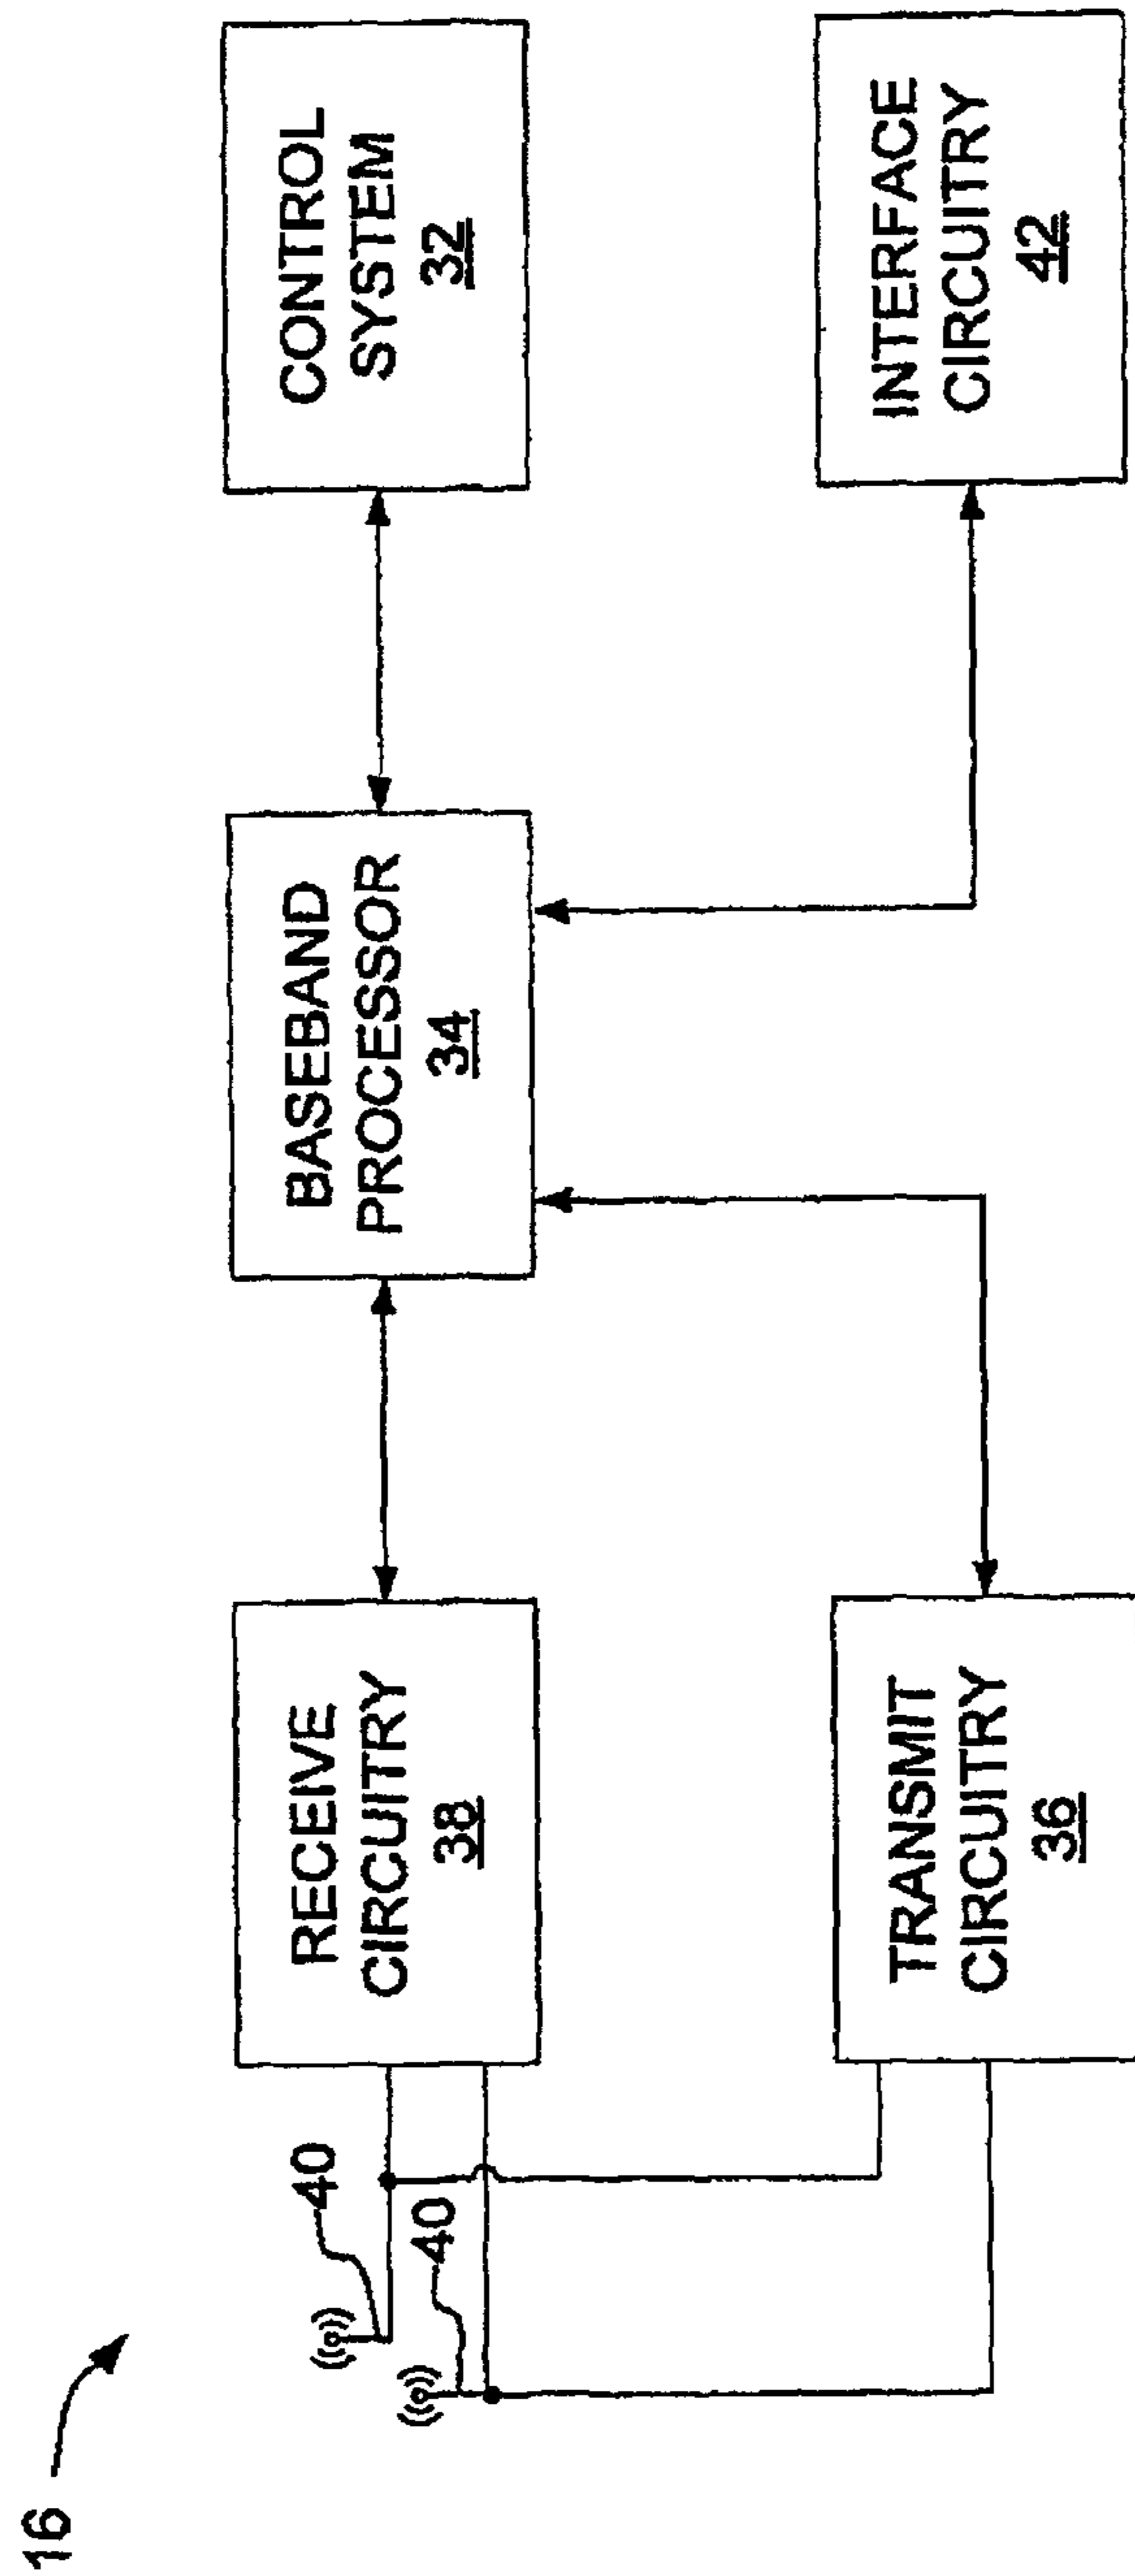 16
40
40
RECEIVE
CIRCUITRY
38
BASEBAND
PROCESSOR
34
CONTROL
SYSTEM
32
TRANSMIT
CIRCUITRY
36
INTERFACE
CIRCUITRY
42